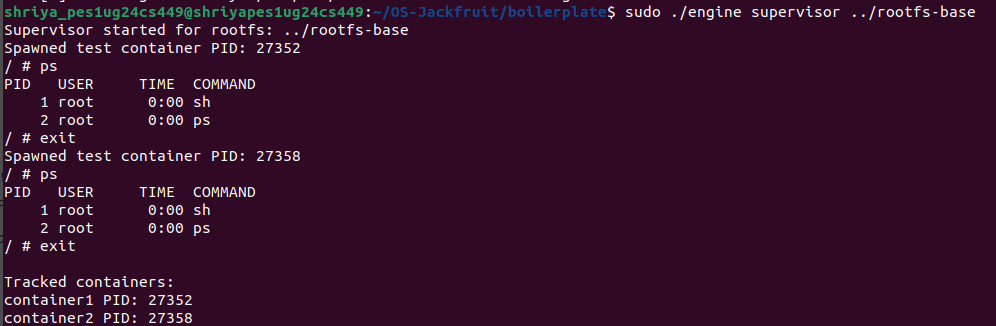 shriya_pes1ug24cs449@shriyapes1ug24cs449:~/OS-Jackfruit/boilerplate$ sudo ./engine supervisor ../rootfs-base
Supervisor started for rootfs: ../rootfs-base
Spawned test container PID: 27352
/ # ps
PID   USER     TIME  COMMAND
    1 root      0:00 sh
    2 root      0:00 ps
/ # exit
Spawned test container PID: 27358
/ # ps
PID   USER     TIME  COMMAND
    1 root      0:00 sh
    2 root      0:00 ps
/ # exit

Tracked containers:
container1 PID: 27352
container2 PID: 27358